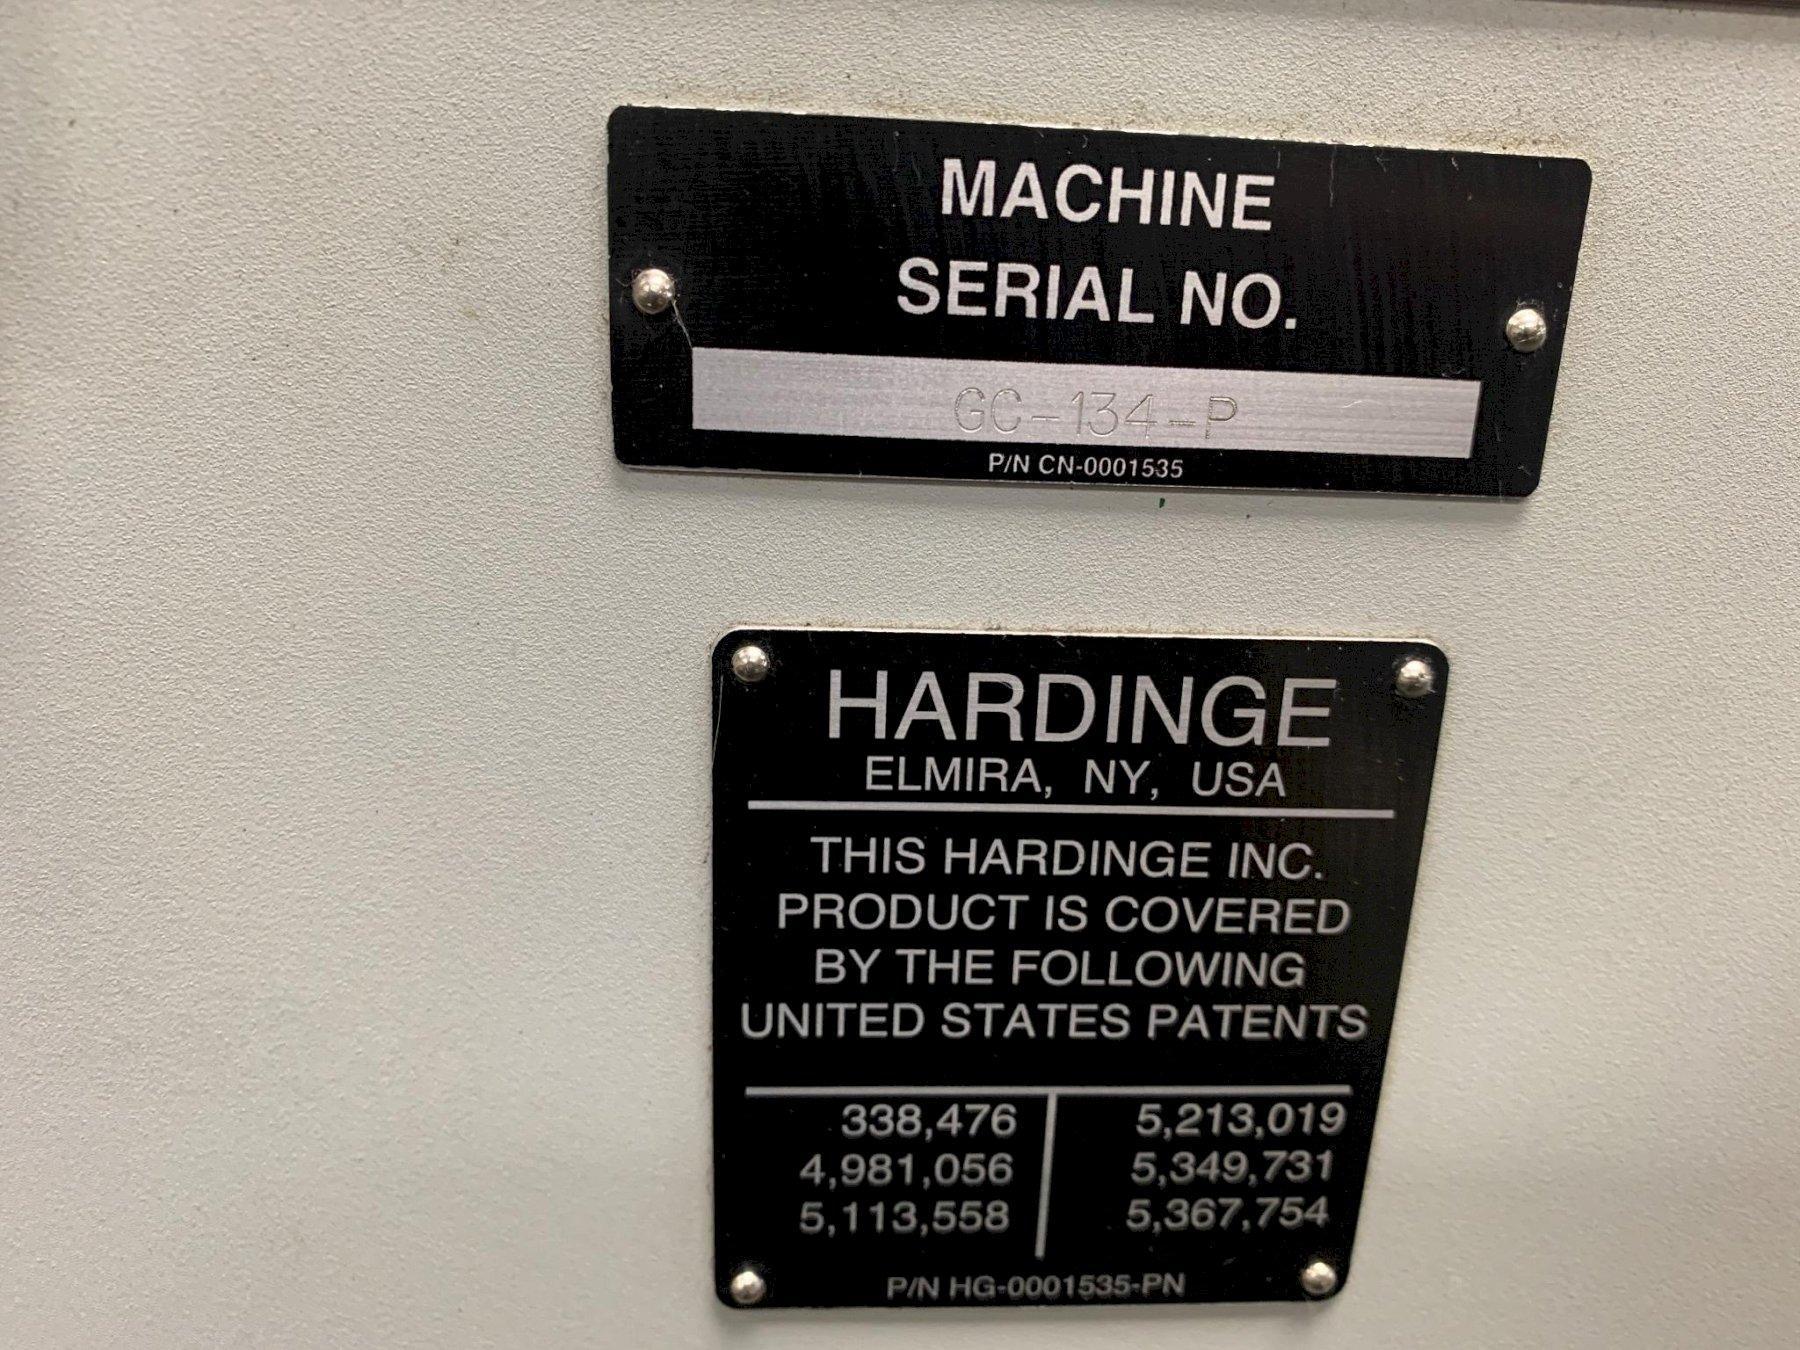 MACHINE
SERIAL NO.
GC-134-P
P/N CN-0001535
HARDINGE
ELMIRA, NY, USA
THIS HARDINGE INC.
PRODUCT IS COVERED
BY THE FOLLOWING
UNITED STATES PATENTS
338,476 5,213,019
4,981,056 5,349,731
5,113,558 5,367,754
P/N HG-0001535-PN